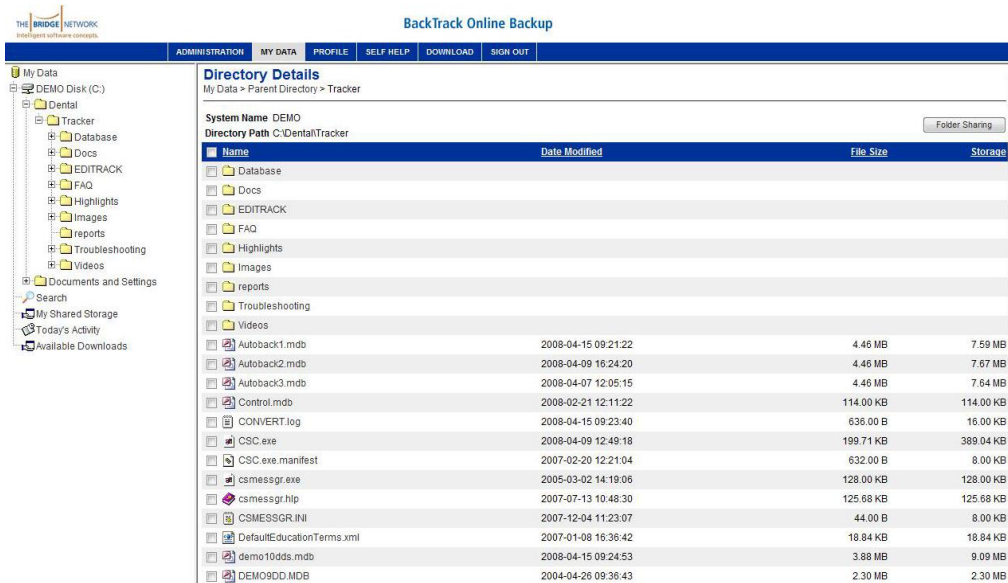 THE BRIDGE NETWORK
Intelligent software concepts.
BackTrack Online Backup
ADMINISTRATION MY DATA PROFILE SELF HELP DOWNLOAD SIGN OUT
My Data
DEMO Disk (C:)
Dental
Tracker
Database
Docs
EDITRACK
FAQ
Highlights
Images
reports
Troubleshooting
Videos
Documents and Settings
Search
My Shared Storage
Today's Activity
Available Downloads
Directory Details
My Data > Parent Directory > Tracker
System Name DEMO
Directory Path C:\Dental\Tracker
Folder Sharing
Name Date Modified File Size Storage
Database
Docs
EDITRACK
FAQ
Highlights
Images
reports
Troubleshooting
Videos
Autoback1.mdb 2008-04-15 09:21:22 4.46 MB 7.59 MB
Autoback2.mdb 2008-04-09 16:24:20 4.46 MB 7.67 MB
Autoback3.mdb 2008-04-07 12:05:15 4.46 MB 7.64 MB
Control.mdb 2008-02-21 12:11:22 114.00 KB 114.00 KB
CONVERT.log 2008-04-15 09:23:40 636.00 B 16.00 KB
CSC.exe 2008-04-09 12:49:18 199.71 KB 389.04 KB
CSC.exe.manifest 2007-02-20 12:21:04 632.00 B 8.00 KB
csmessgr.exe 2005-03-02 14:19:06 128.00 KB 128.00 KB
csmessgr.hlp 2007-07-13 10:48:30 125.68 KB 125.68 KB
CSMESSGR.INI 2007-12-04 11:23:07 44.00 B 8.00 KB
DefaultEducationTerms.xml 2007-01-08 16:36:42 18.84 KB 18.84 KB
demo10dds.mdb 2008-04-15 09:24:53 3.88 MB 9.09 MB
DEMO9DD.MDB 2004-04-26 09:36:43 2.30 MB 2.30 MB